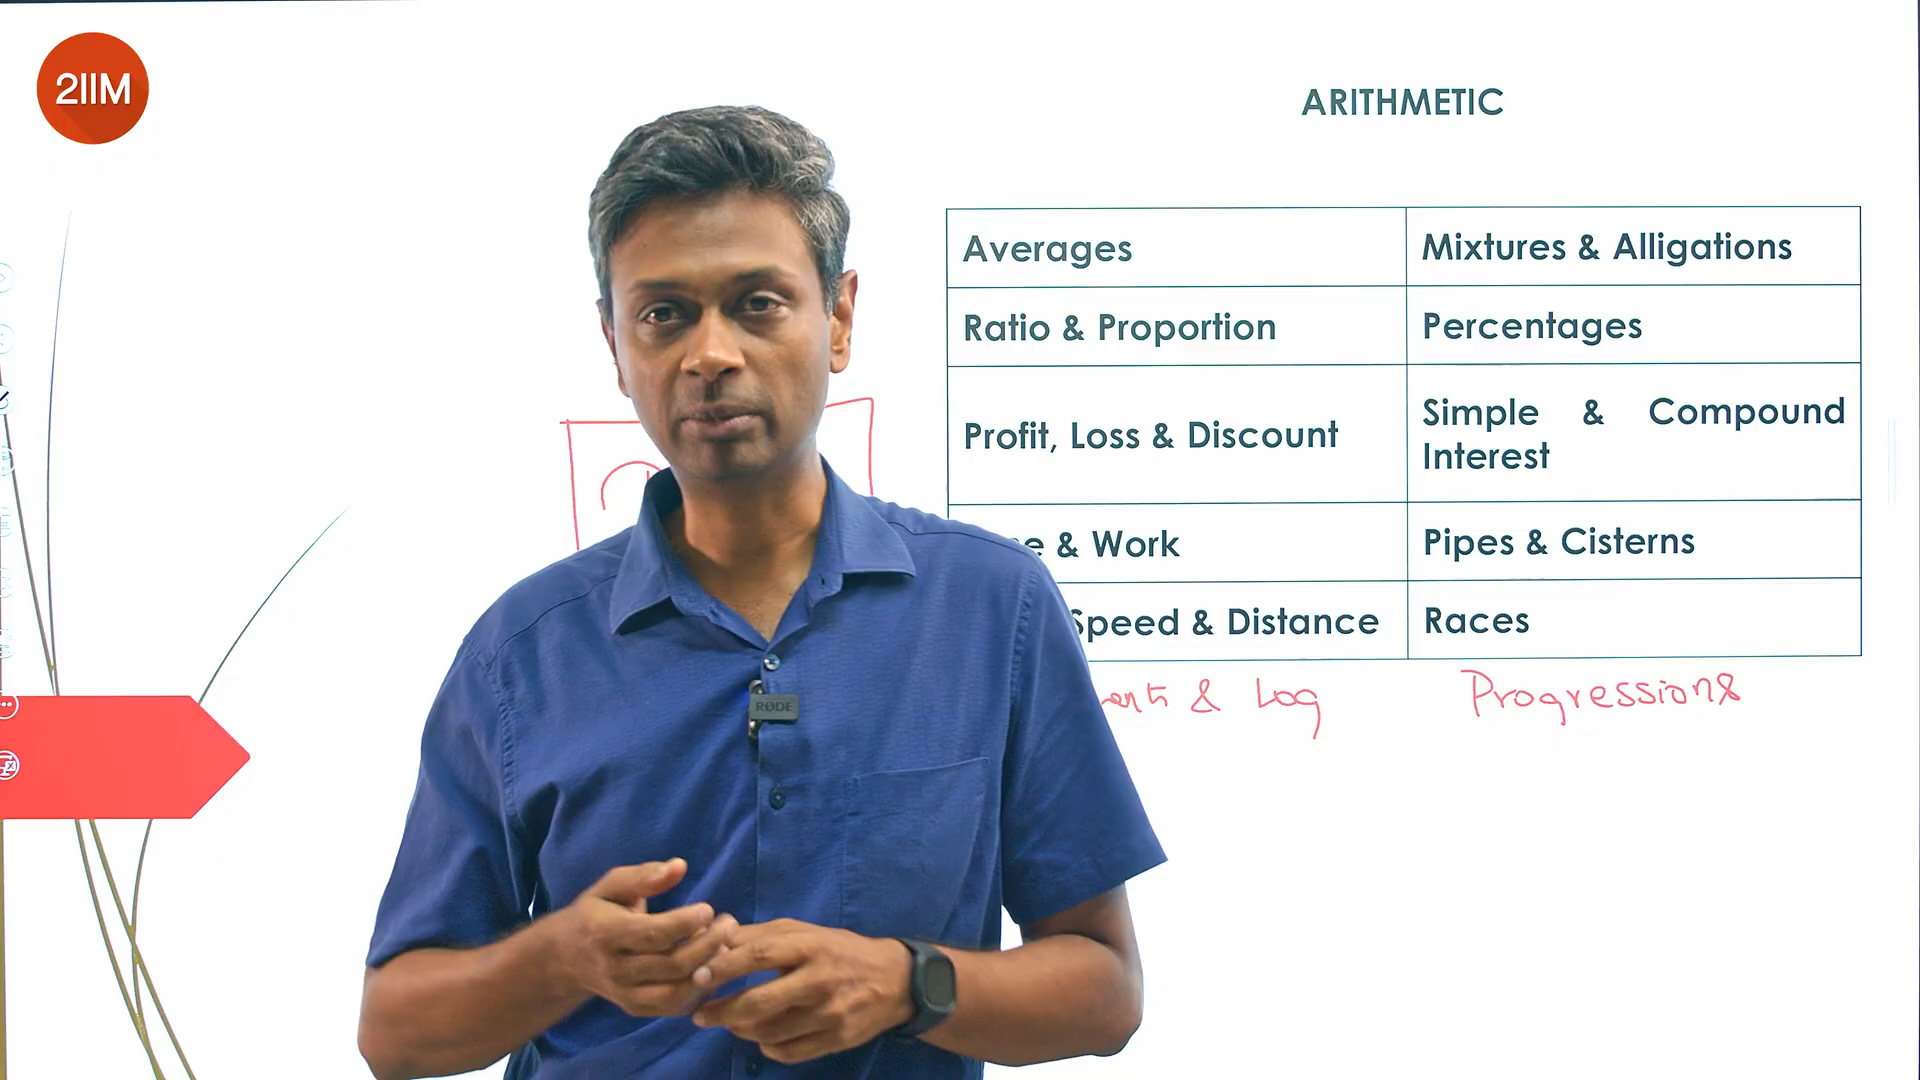 2IIM
ARITHMETIC
Averages
Mixtures & Alligations
Ratio & Proportion
Percentages
Profit, Loss & Discount
Simple & Compound
Interest
& Work
Pipes & Cisterns
Speed & Distance
Races
& Log
Progressions
RØDE